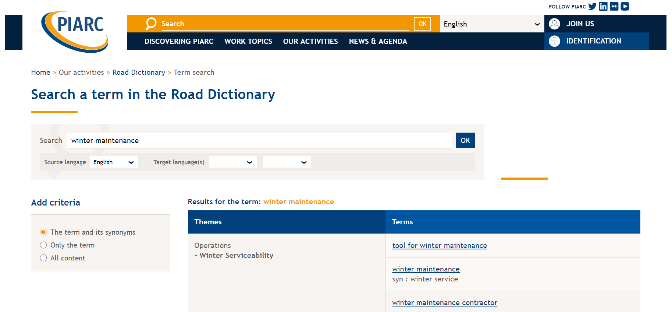 FOLLOW PIARC
PIARC
Search
OK
English
JOIN US
DISCOVERING PIARC WORK TOPICS OUR ACTIVITIES NEWS & AGENDA
IDENTIFICATION
Home » Our activities » Road Dictionary » Term search
Search a term in the Road Dictionary
Search winter maintenance OK
Source langage English Target language(s)
Add criteria
The term and its synonyms
Only the term
All content
Results for the term: winter maintenance
Themes Terms
Operations
- Winter Serviceability
tool for winter maintenance
winter maintenance
syn : winter service
winter maintenance contractor